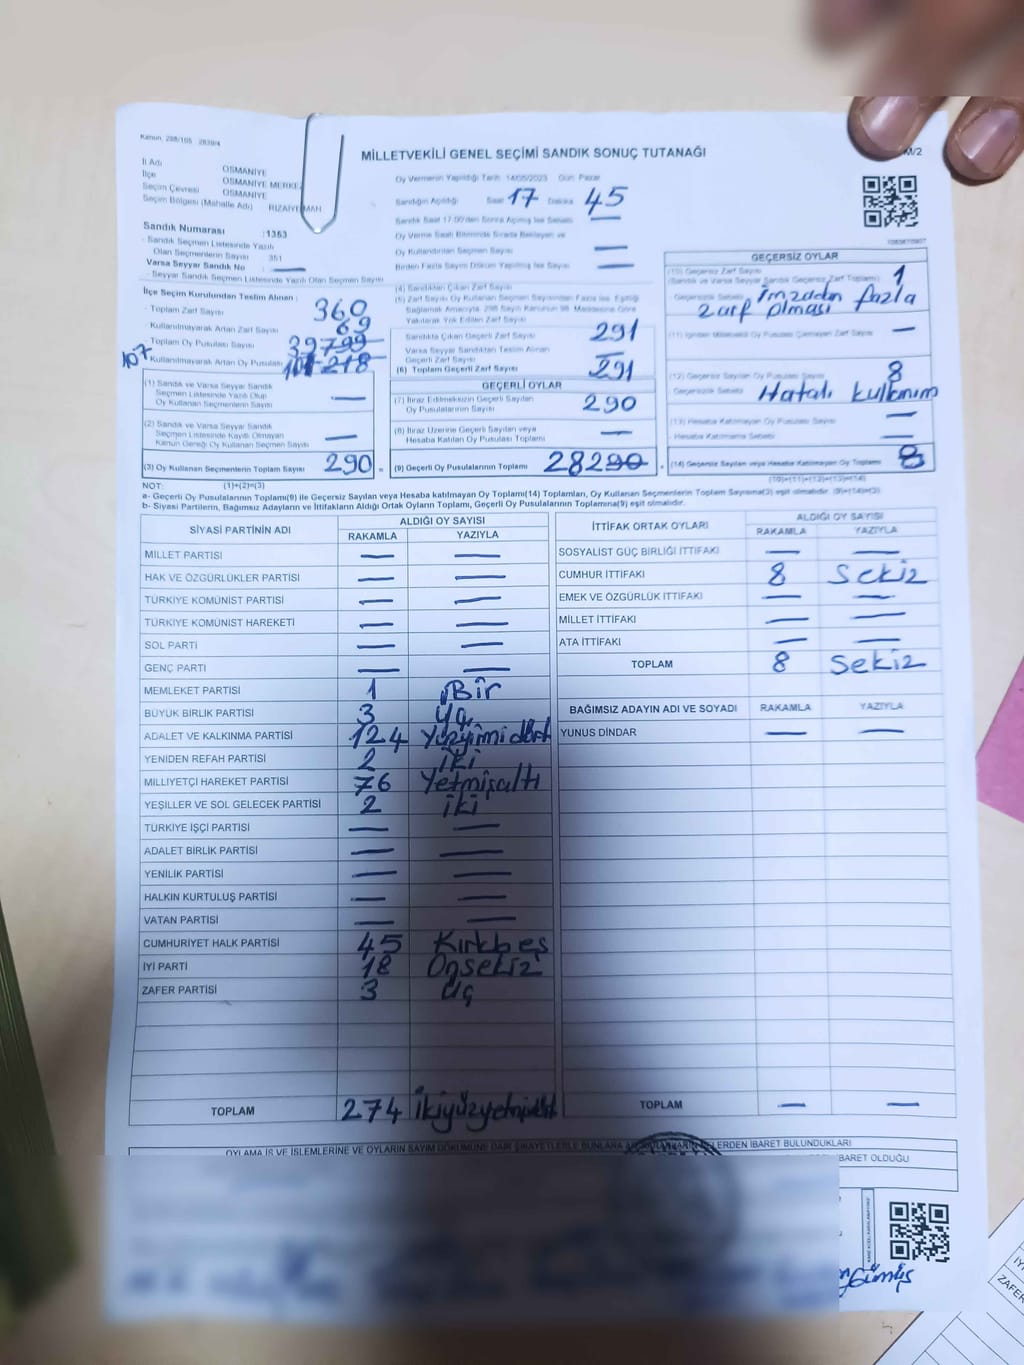 Kanun, 298/105 2839/4
MİLLETVEKİLİ GENEL SEÇİMİ SANDIK SONUÇ TUTANAĞI
İl Adı OSMANİYE
İlçe OSMANİYE MERKEZ
Seçim Çevresi OSMANİYE
Seçim Bölgesi (Mahalle Adı) RIZAİYE MAH
Sandık Numarası :1353
- Sandık Seçmen Listesinde Yazılı
Olan Seçmenlerin Sayısı 351
Varsa Seyyar Sandık No —
- Seyyar Sandık Seçmen Listesinde Yazılı Olan Seçmen Sayısı
İlçe Seçim Kurulundan Teslim Alınan :
- Toplam Zarf Sayısı 360
- Kullanılmayarak Artan Zarf Sayısı 69
- Toplam Oy Pusulası Sayısı
107 - Kullanılmayarak Artan Oy Pusulası 218
(1) Sandık ve Varsa Seyyar Sandık
Seçmen Listesinde Yazılı Olup
Oy Kullanan Seçmenlerin Sayısı —
(2) Sandık ve Varsa Seyyar Sandık
Seçmen Listesinde Kayıtlı Olmayan
Kanun Gereği Oy Kullanan Seçmen Sayısı —
(3) Oy Kullanan Seçmenlerin Toplam Sayısı 290 =
Oy Vermenin Yapıldığı Tarih 14/05/2023 Gün: Pazar
Sandığın Açıldığı Saat 17 Dakika 45
Sandık Saat 17.00'den Sonra Açılmış İse Sebebi —
Oy Verme Saati Bitiminde Sırada Bekleyen ve
Oy Kullandırılan Seçmen Sayısı —
Birden Fazla Sayım Döküm Yapılmış İse Sayısı —
(4) Sandıktan Çıkan Zarf Sayısı
(5) Zarf Sayısı Oy Kullanan Seçmen Sayısından Fazla ise, Eşitliği
Sağlamak Amacıyla, 298 Sayılı Kanunun 98. Maddesine Göre
Yakılarak Yok Edilen Zarf Sayısı
Sandıkta Çıkan Geçerli Zarf Sayısı 291
Varsa Seyyar Sandıktan Teslim Alınan
Geçerli Zarf Sayısı —
(6) Toplam Geçerli Zarf Sayısı 291
GEÇERLİ OYLAR
(7) İtiraz Edilmeksizin Geçerli Sayılan
Oy Pusulalarının Sayısı 290
(8) İtiraz Üzerine Geçerli Sayılan veya
Hesaba Katılan Oy Pusulası Toplamı —
(9) Geçerli Oy Pusulalarının Toplamı 28290
GEÇERSİZ OYLAR
(10) Geçersiz Zarf Sayısı
(Sandık ve Varsa Seyyar Sandık Geçersiz Zarf Toplamı) 1
Geçersizlik Sebebi İmzadan fazla
zarf olması
(11) İçinden Milletvekili Oy Pusulası Çıkmayan Zarf Sayısı —
(12) Geçersiz Sayılan Oy Pusulası Sayısı 8
Geçersizlik Sebebi Hatalı kullanım
(13) Hesaba Katılmayan Oy Pusulası Sayısı —
Hesaba Katılmama Sebebi —
(14) Geçersiz Sayılan veya Hesaba Katılmayan Oy Toplamı 8
NOT: (1)+(2)=(3) (10)+(11)+(12)+(13)=(14)
a- Geçerli Oy Pusulalarının Toplamı(9) ile Geçersiz Sayılan veya Hesaba katılmayan Oy Toplam(14) Toplamları, Oy Kullanan Seçmenlerin Toplam Sayısına(3) eşit olmalıdır. (9)+(14)=(3)
b- Siyasi Partilerin, Bağımsız Adayların ve İttifakların Aldığı Ortak Oyların Toplamı, Geçerli Oy Pusulalarının Toplamına(9) eşit olmalıdır.
SİYASİ PARTİNİN ADI ALDIĞI OY SAYISI
RAKAMLA YAZIYLA
MİLLET PARTİSI — —
HAK VE ÖZGÜRLÜKLER PARTİSİ — —
TÜRKİYE KOMÜNİST PARTİSİ — —
TÜRKİYE KOMÜNİST HAREKETİ — —
SOL PARTİ — —
GENÇ PARTİ — —
MEMLEKET PARTİSİ 1 Bir
BÜYÜK BİRLİK PARTİSİ 3 Üç
ADALET VE KALKINMA PARTİSİ 124 Yüzyirmidört
YENİDEN REFAH PARTİSİ 2 iki
MİLLİYETÇİ HAREKET PARTİSİ 76 Yetmişaltı
YEŞİLLER VE SOL GELECEK PARTİSİ 2 iki
TÜRKİYE İŞÇİ PARTİSİ — —
ADALET BİRLİK PARTİSİ — —
YENİLİK PARTİSİ — —
HALKIN KURTULUŞ PARTİSİ — —
VATAN PARTİSİ — —
CUMHURİYET HALK PARTİSİ 45 Kırkbeş
İYİ PARTİ 18 Onsekiz
ZAFER PARTİSİ 3 Üç
TOPLAM 274 ikiyüzyetmişdört
İTTİFAK ORTAK OYLARI ALDIĞI OY SAYISI
RAKAMLA YAZIYLA
SOSYALİST GÜÇ BİRLİĞİ İTTİFAKI — —
CUMHUR İTTİFAKI 8 Sekiz
EMEK VE ÖZGÜRLÜK İTTİFAKI — —
MİLLET İTTİFAKI — —
ATA İTTİFAKI — —
TOPLAM 8 Sekiz
BAĞIMSIZ ADAYIN ADI VE SOYADI RAKAMLA YAZIYLA
YUNUS DİNDAR — —
TOPLAM — —
OYLAMA İŞ VE İŞLEMLERİNE VE OYLARIN SAYIM DÖKÜMÜNE DAİR ŞİKAYETLERLE BUNLARA
LERDEN İBARET BULUNDUKLARI
İBARET OLDUĞU
Gümüş
İYİ
ZAFER